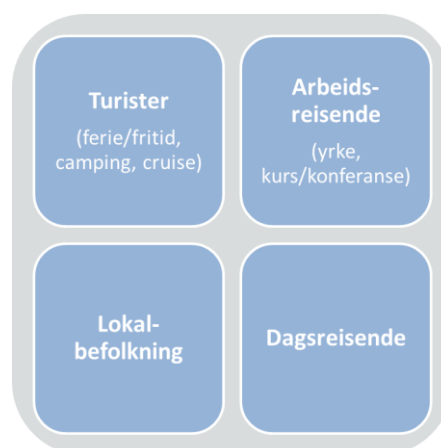 Turister
(ferie/fritid,
camping, cruise)
Arbeids-
reisende
(yrke,
kurs/konferanse)
Lokal-
befolkning
Dagsreisende